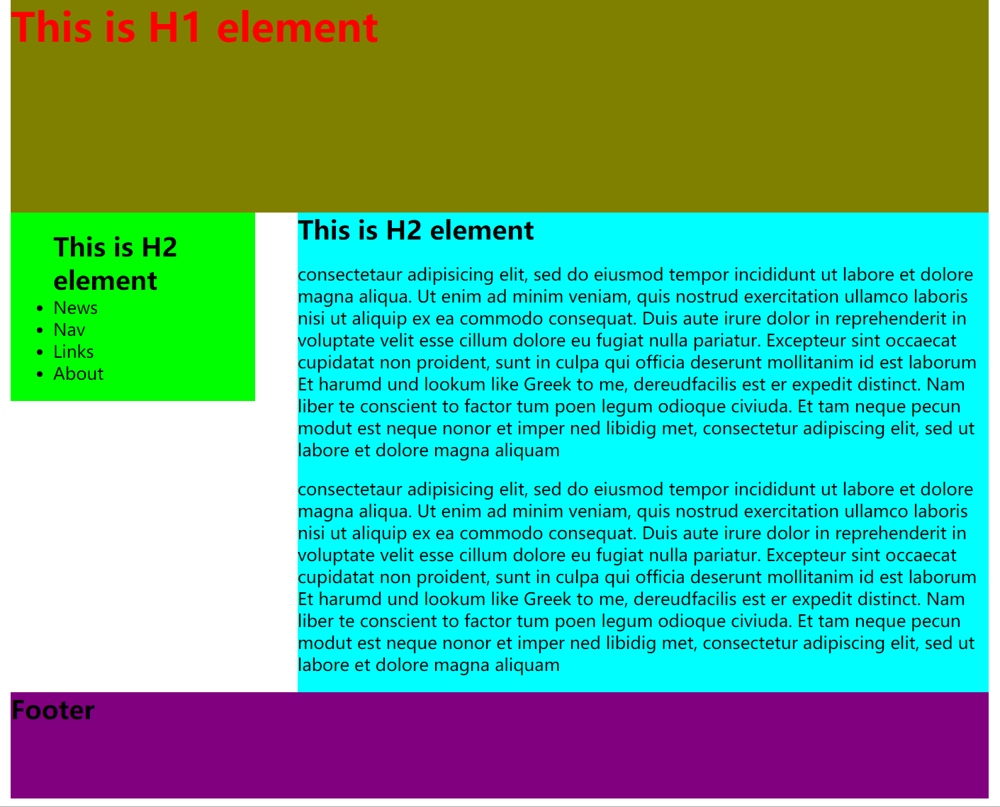 This is H1 element
This is H2
element
News
Nav
Links
About
This is H2 element
consectetaur adipisicing elit, sed do eiusmod tempor incididunt ut labore et dolore
magna aliqua. Ut enim ad minim veniam, quis nostrud exercitation ullamco laboris
nisi ut aliquip ex ea commodo consequat. Duis aute irure dolor in reprehenderit in
voluptate velit esse cillum dolore eu fugiat nulla pariatur. Excepteur sint occaecat
cupidatat non proident, sunt in culpa qui officia deserunt mollitanim id est laborum
Et harumd und lookum like Greek to me, dereudfacilis est er expedit distinct. Nam
liber te conscient to factor tum poen legum odioque civiuda. Et tam neque pecun
modut est neque nonor et imper ned libidig met, consectetur adipiscing elit, sed ut
labore et dolore magna aliquam
consectetaur adipisicing elit, sed do eiusmod tempor incididunt ut labore et dolore
magna aliqua. Ut enim ad minim veniam, quis nostrud exercitation ullamco laboris
nisi ut aliquip ex ea commodo consequat. Duis aute irure dolor in reprehenderit in
voluptate velit esse cillum dolore eu fugiat nulla pariatur. Excepteur sint occaecat
cupidatat non proident, sunt in culpa qui officia deserunt mollitanim id est laborum
Et harumd und lookum like Greek to me, dereudfacilis est er expedit distinct. Nam
liber te conscient to factor tum poen legum odioque civiuda. Et tam neque pecun
modut est neque nonor et imper ned libidig met, consectetur adipiscing elit, sed ut
labore et dolore magna aliquam
Footer